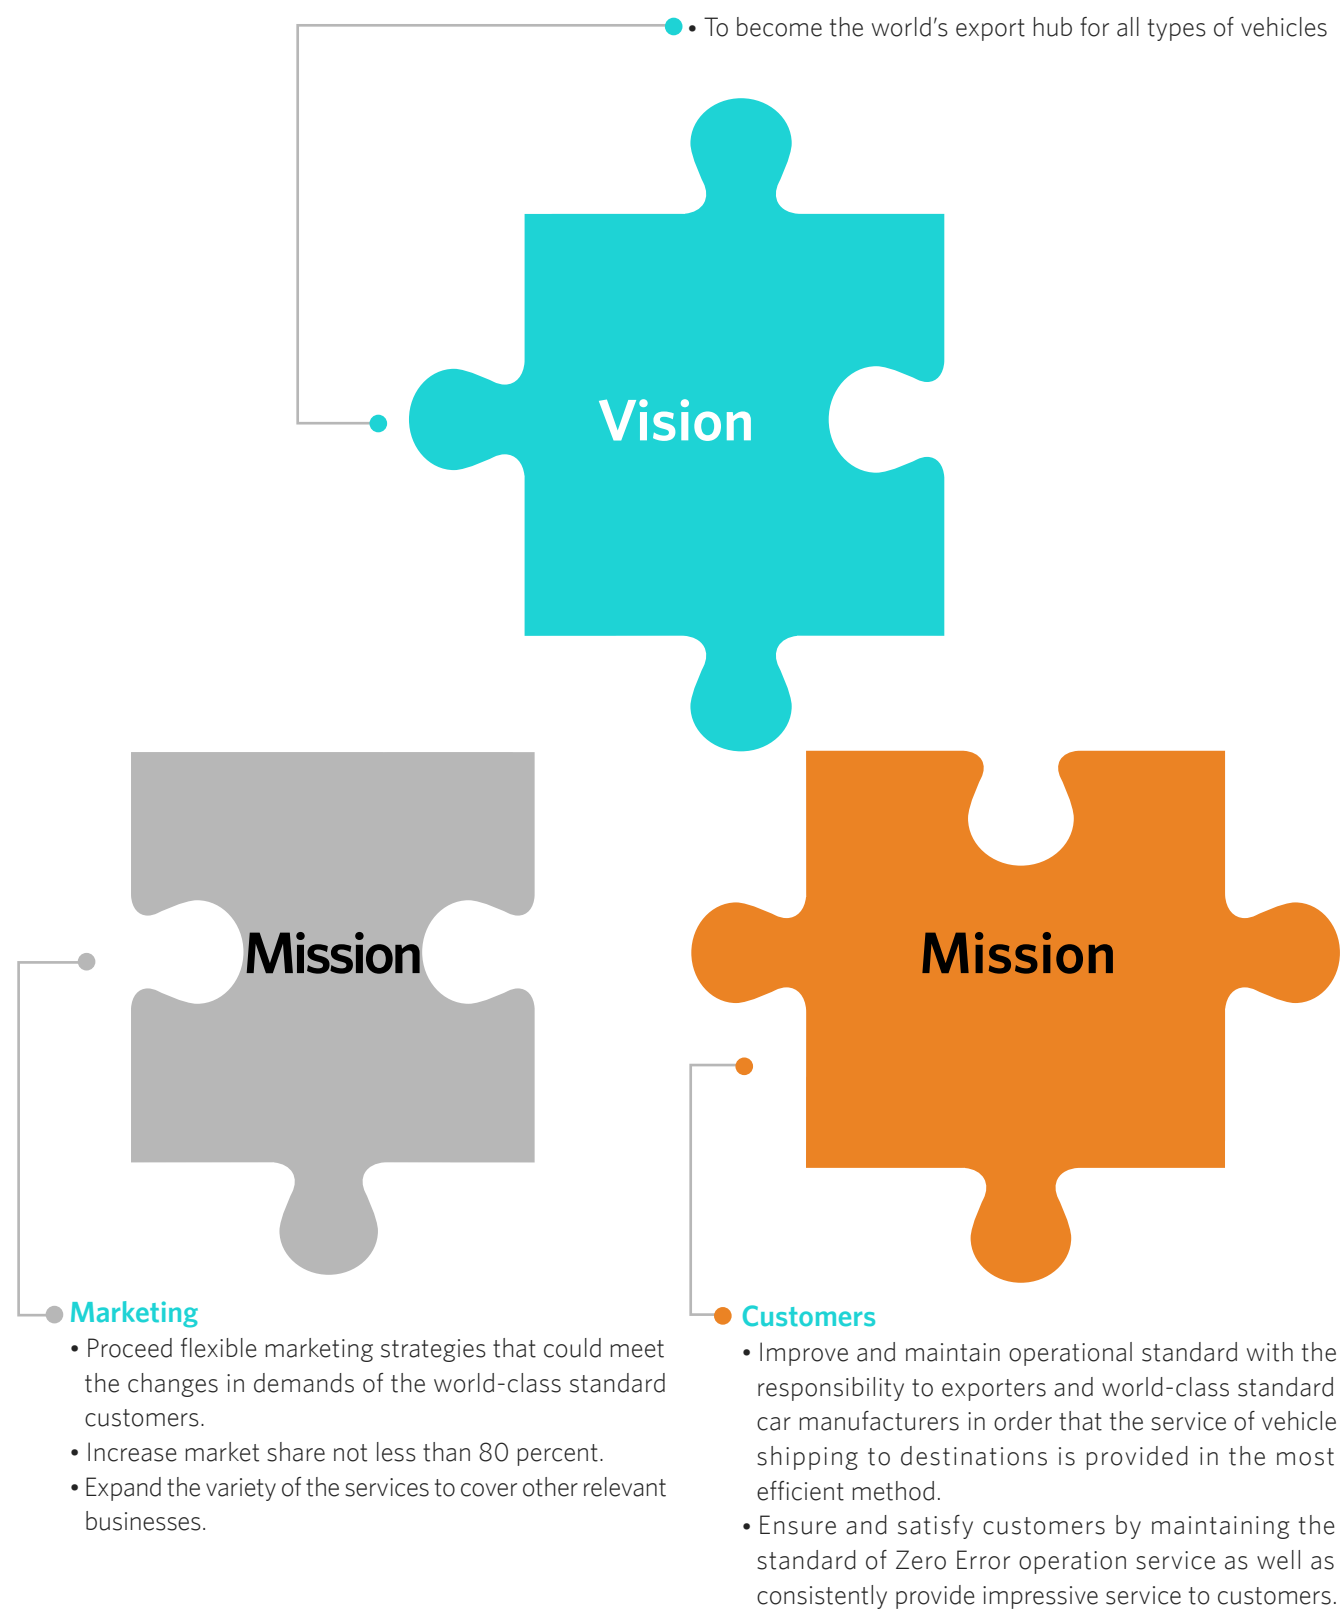 • To become the world's export hub for all types of vehicles
Vision
Mission
Marketing
• Proceed flexible marketing strategies that could meet
the changes in demands of the world-class standard
customers.
• Increase market share not less than 80 percent.
• Expand the variety of the services to cover other relevant
businesses.
Mission
Customers
• Improve and maintain operational standard with the
responsibility to exporters and world-class standard
car manufacturers in order that the service of vehicle
shipping to destinations is provided in the most
efficient method.
• Ensure and satisfy customers by maintaining the
standard of Zero Error operation service as well as
consistently provide impressive service to customers.